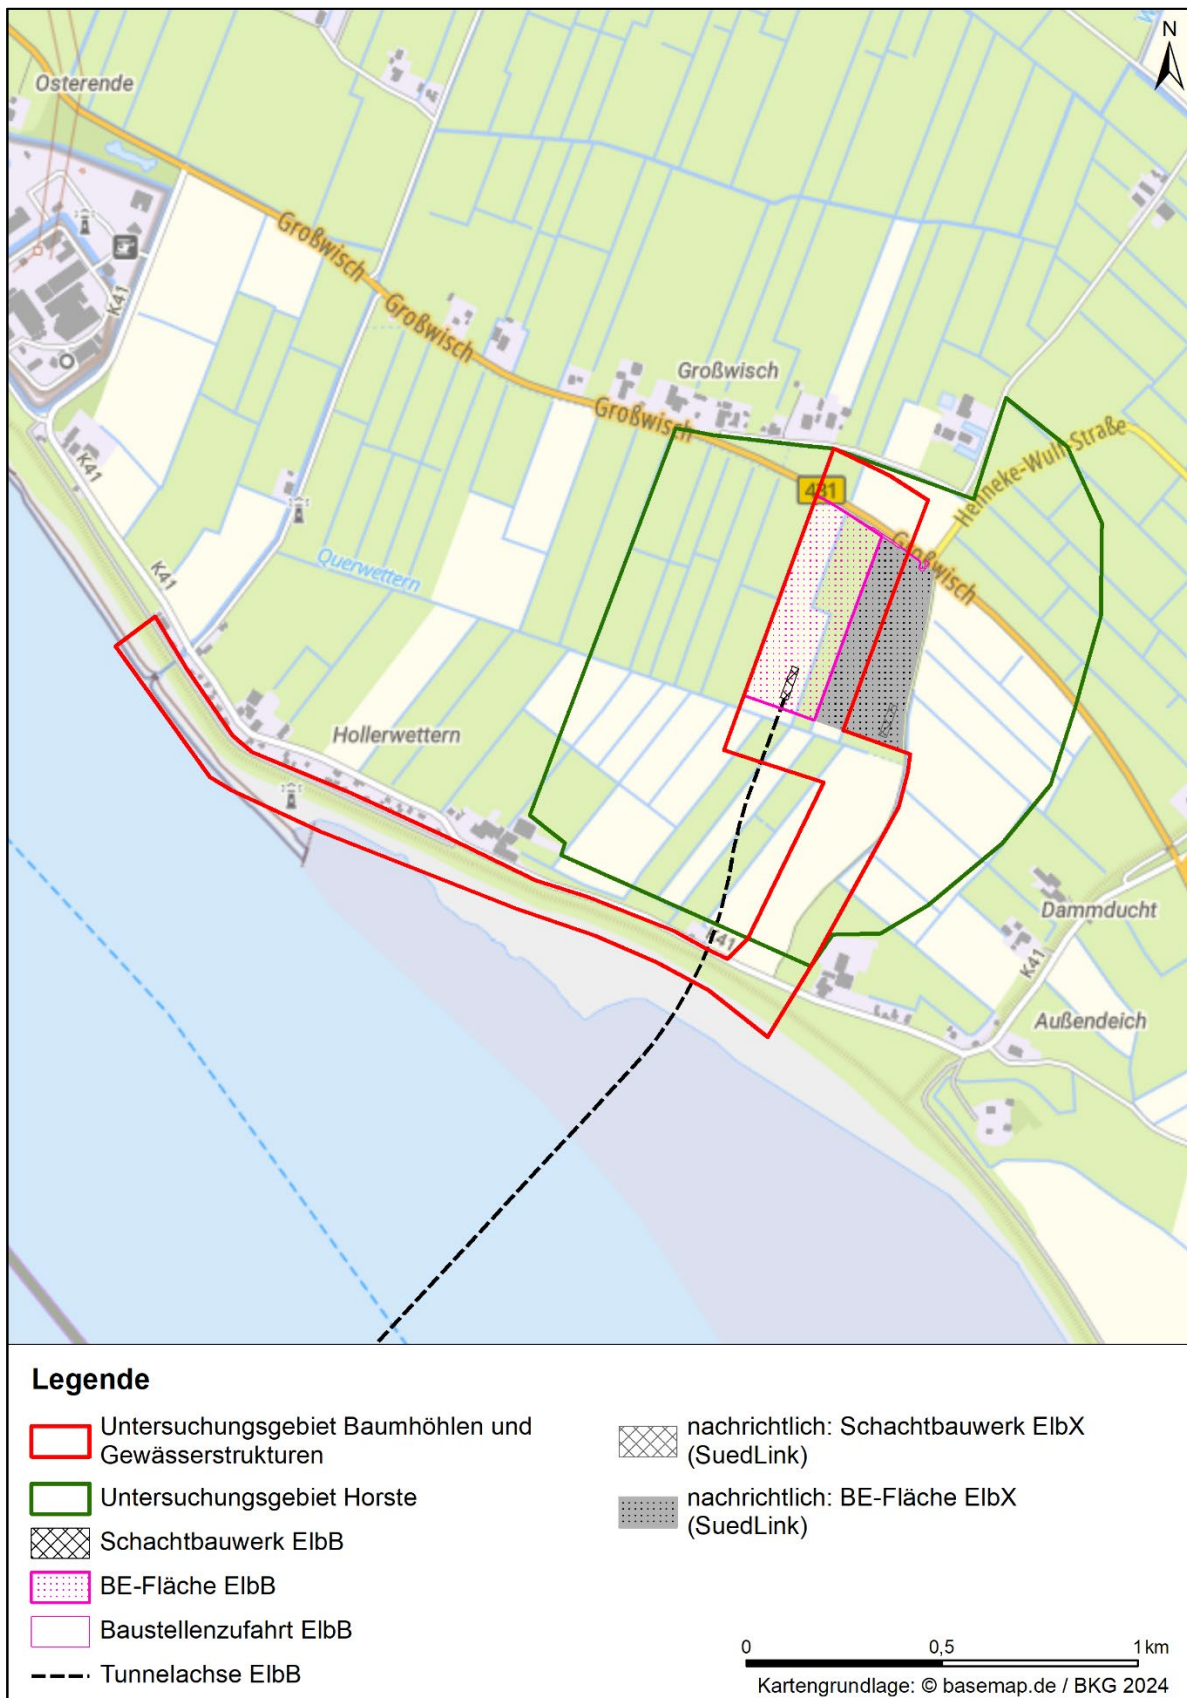 N
Osterende
Großwisch
Großwisch
K41
Großwisch
Großwisch
Henneke-Wulf-Straße
431
Großwisch
K41
Querwettern
K41
Hollerwettern
Dammducht
K41
K41
Außendeich
Legende
Untersuchungsgebiet Baumhöhlen und
Gewässerstrukturen
Untersuchungsgebiet Horste
Schachtbauwerk ElbB
BE-Fläche ElbB
Baustellenzufahrt ElbB
Tunnelachse ElbB
nachrichtlich: Schachtbauwerk ElbX
(SuedLink)
nachrichtlich: BE-Fläche ElbX
(SuedLink)
0 0,5 1 km
Kartengrundlage: © basemap.de / BKG 2024